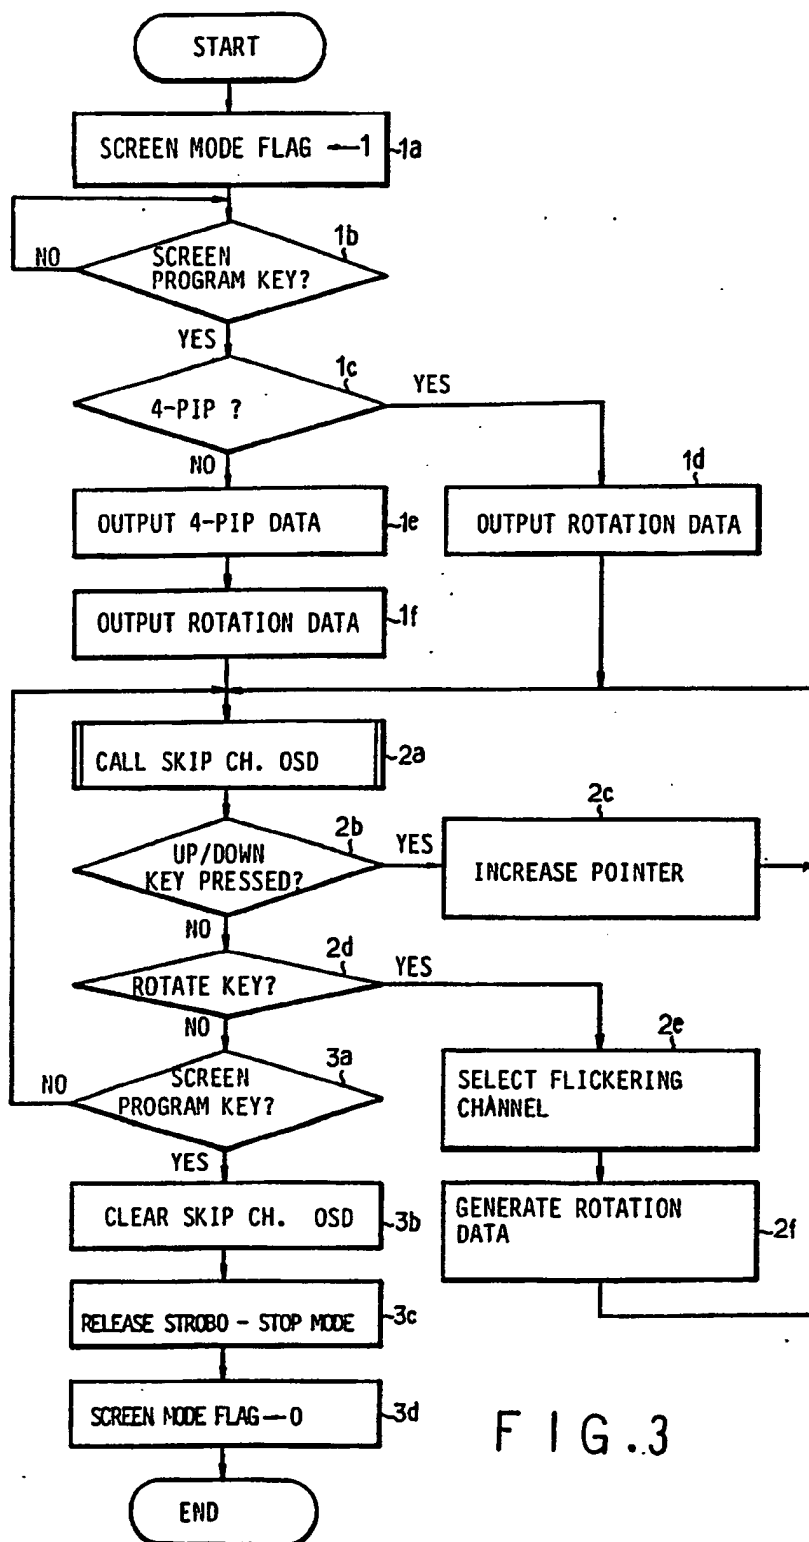 START
SCREEN MODE FLAG ← 1
1a
1b
SCREEN
PROGRAM KEY?
NO
YES
1c
4-PIP ?
YES
NO
1d
OUTPUT 4-PIP DATA
1e
OUTPUT ROTATION DATA
OUTPUT ROTATION DATA
1f
CALL SKIP CH. OSD
2a
2b
UP/DOWN
KEY PRESSED?
YES
2c
INCREASE POINTER
NO
2d
ROTATE KEY?
YES
NO
2e
SELECT FLICKERING
CHANNEL
3a
SCREEN
PROGRAM KEY?
NO
YES
GENERATE ROTATION
DATA
2f
CLEAR SKIP CH. OSD
3b
RELEASE STROBO - STOP MODE
3c
SCREEN MODE FLAG ← 0
3d
END
FIG.3